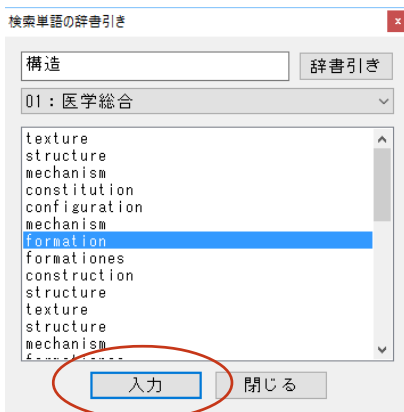 検索単語の辞書引き
x
構造
辞書引き
01：医学総合
texture
structure
mechanism
constitution
configuration
mechanism
formation
formationes
construction
structure
texture
structure
mechanism
入力
閉じる